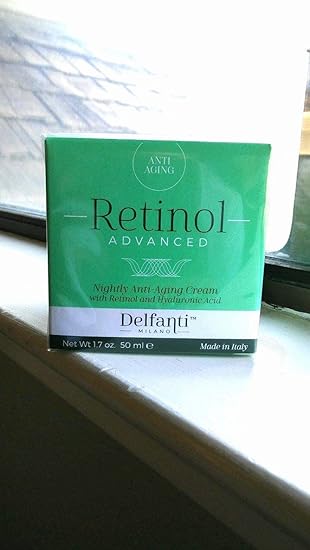 ANTI
AGING
Retinol
ADVANCED
Nightly Anti-Aging Cream
with Retinol and Hyaluronic Acid
Delfanti™
MILANO
Net Wt 1.7 oz. 50 ml ℮ Made in Italy